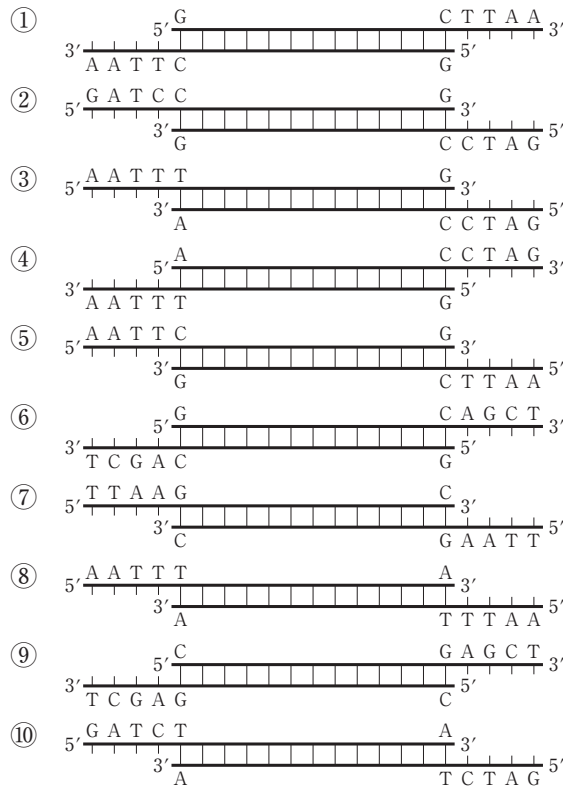 ① 5′ G C T T A A 3′
3′ A A T T C G 5′
② 5′ G A T C C G 3′
3′ G C C T A G 5′
③ 5′ A A T T T G 3′
3′ A C C T A G 5′
④ 5′ A C C T A G 3′
3′ A A T T T G 5′
⑤ 5′ A A T T C G 3′
3′ G C T T A A 5′
⑥ 5′ G C A G C T 3′
3′ T C G A C G 5′
⑦ 5′ T T A A G C 3′
3′ C G A A T T 5′
⑧ 5′ A A T T T A 3′
3′ A T T T A A 5′
⑨ 5′ C G A G C T 3′
3′ T C G A G C 5′
⑩ 5′ G A T C T A 3′
3′ A T C T A G 5′